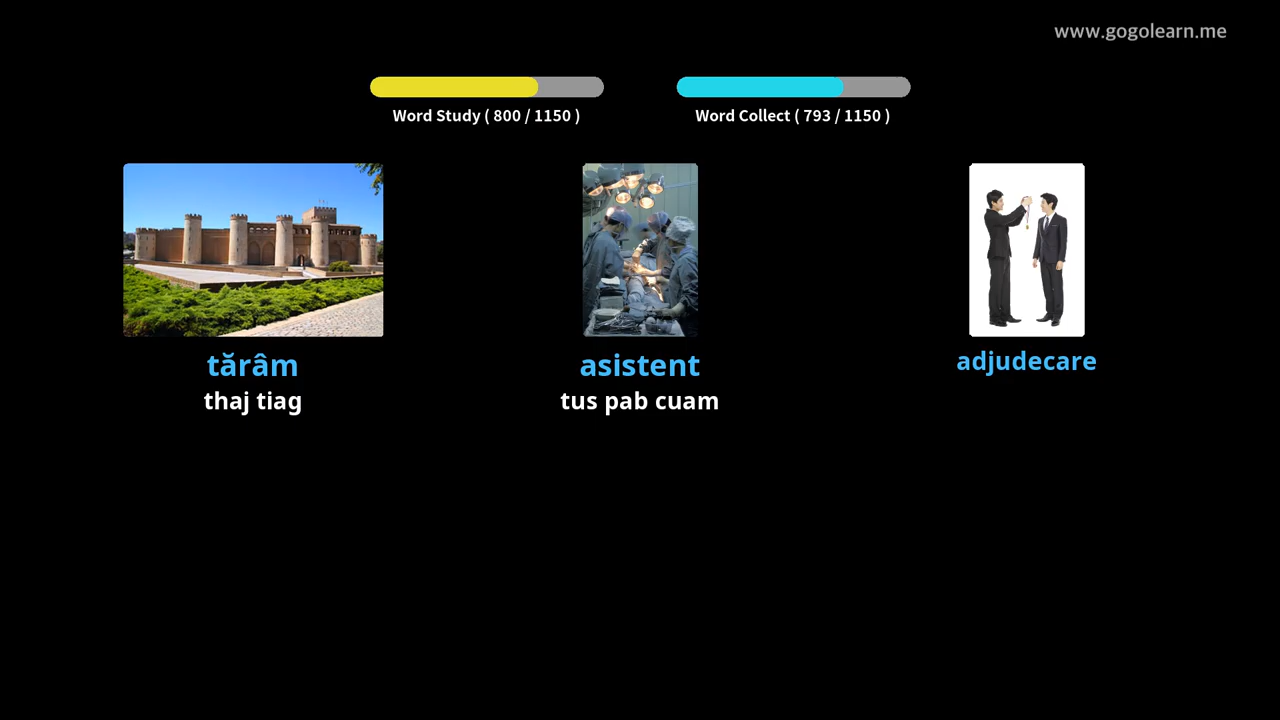 www.gogolearn.me
Word Study ( 800 / 1150 )
Word Collect ( 793 / 1150 )
tărâm
thaj tiag
asistent
tus pab cuam
adjudecare